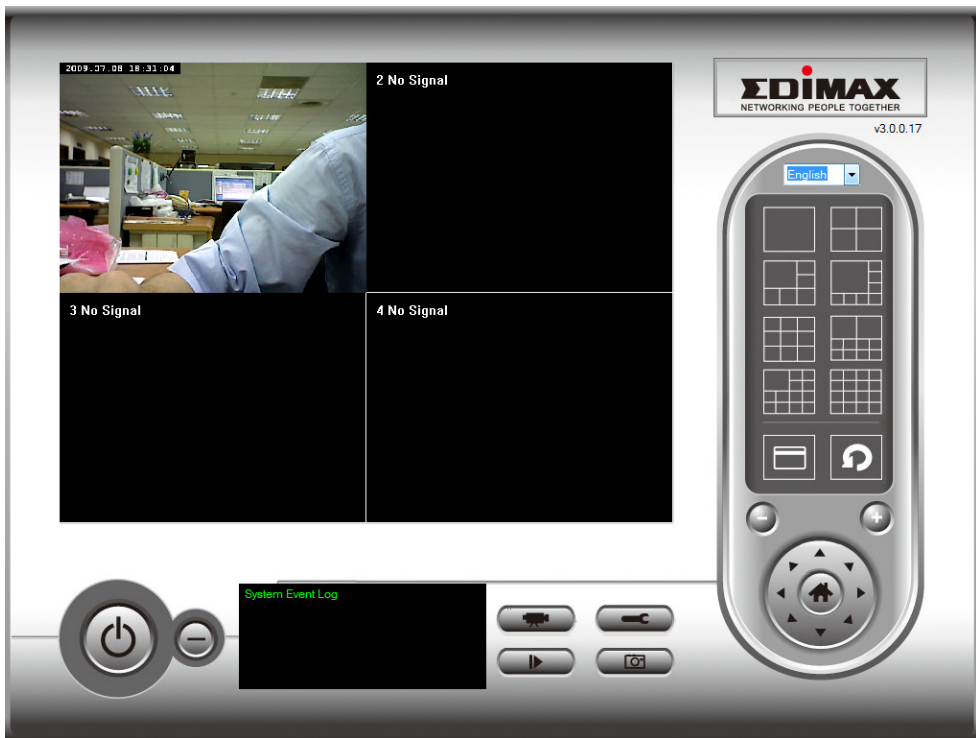 2009.07.08 18:31:04
2 No Signal
3 No Signal
4 No Signal
EDIMAX
NETWORKING PEOPLE TOGETHER
v3.0.0.17
English
System Event Log